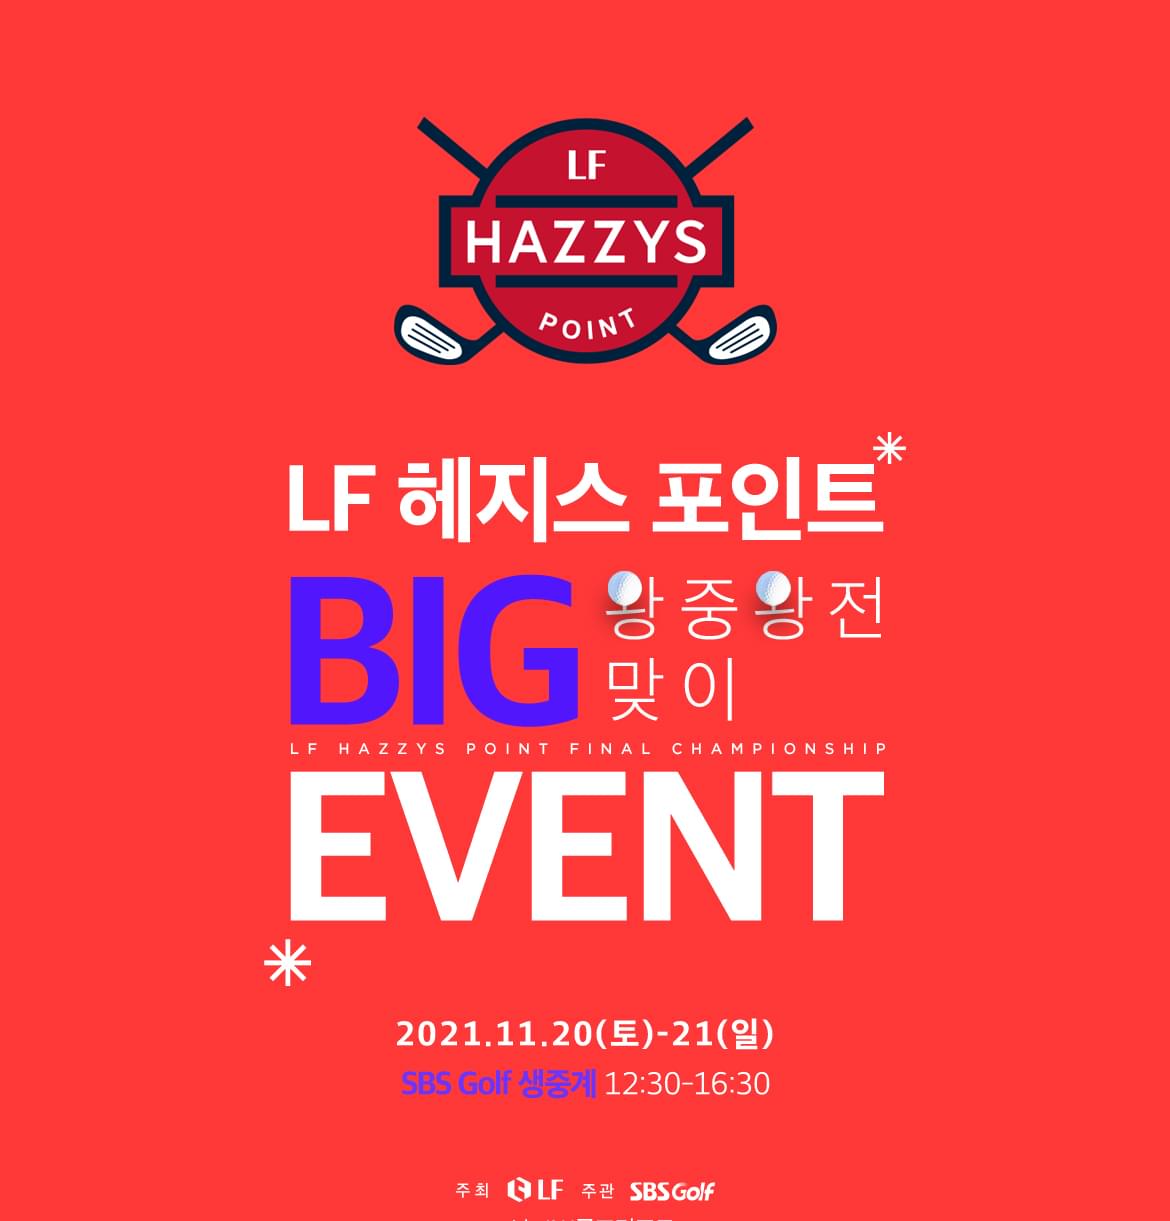 LF
HAZZYS
POINT
LF 헤지스 포인트
BIG 왕중왕전
맞이
LF HAZZYS POINT FINAL CHAMPIONSHIP
EVENT
2021.11.20(토)-21(일)
SBS Golf 생중계 12:30-16:30
주최 LF 주관 SBS Golf